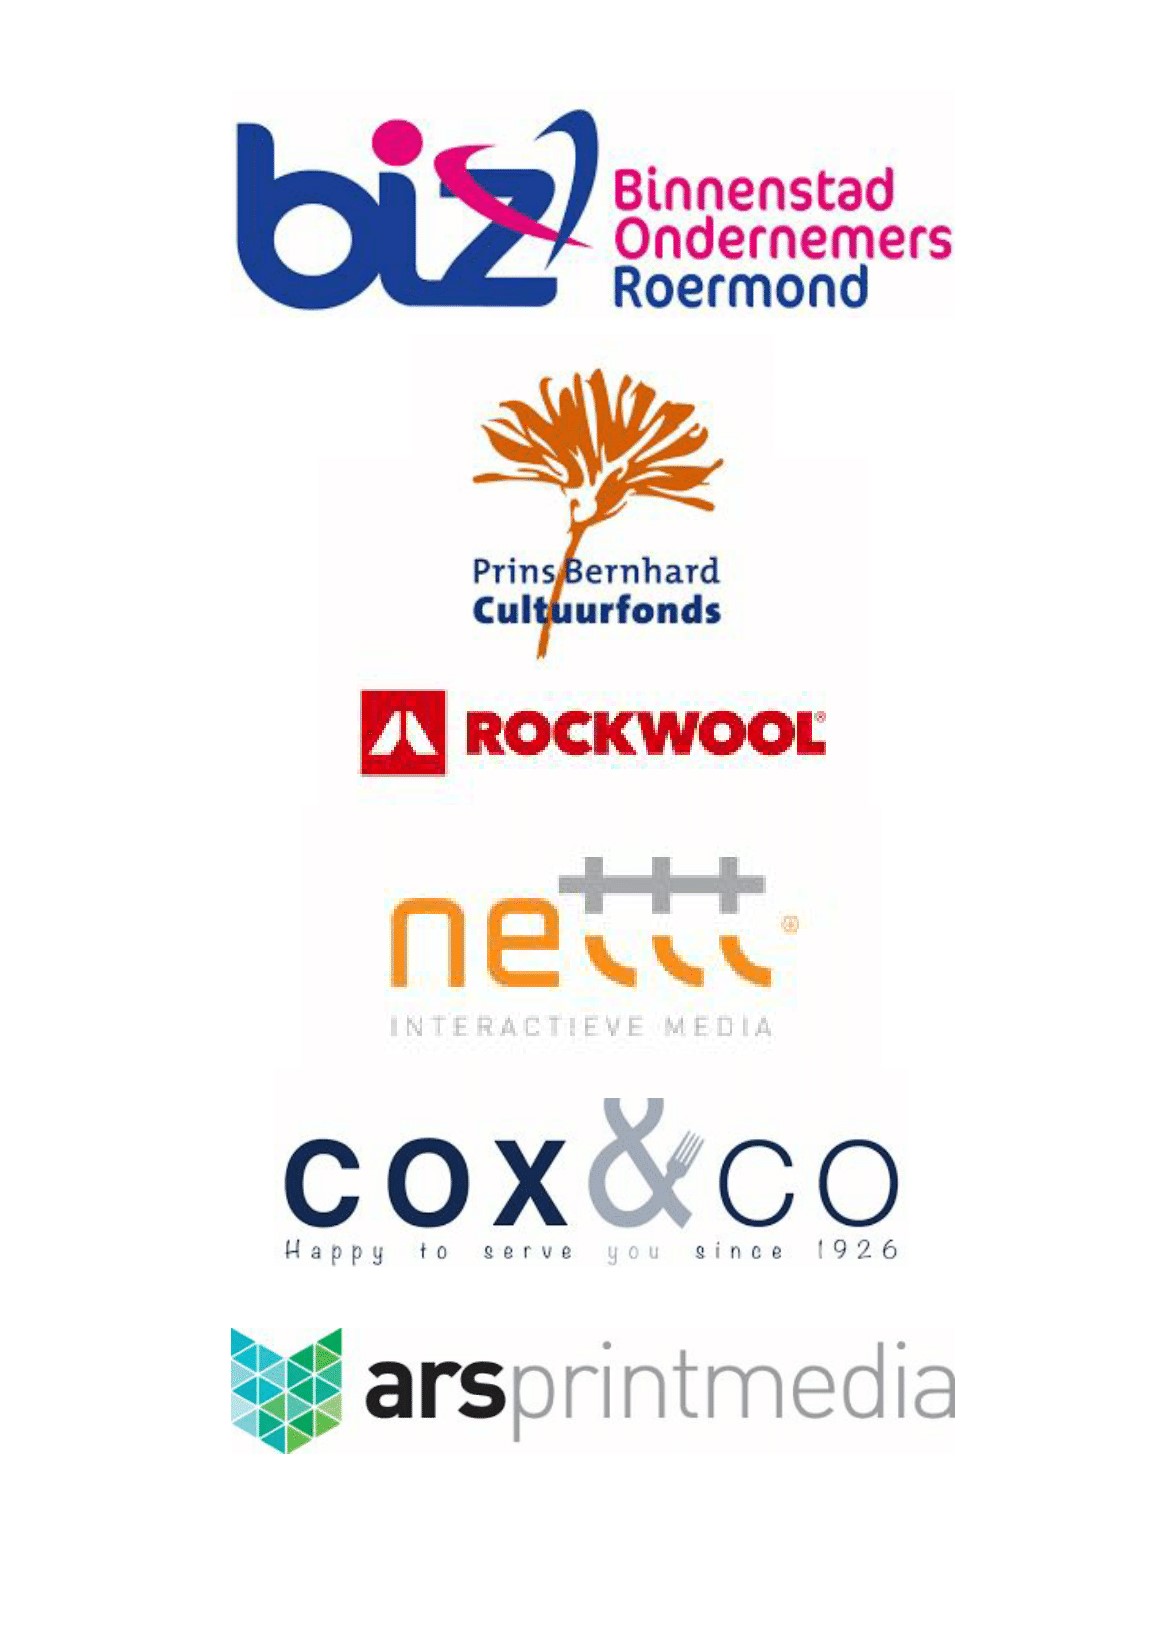 biz
Binnenstad
Ondernemers
Roermond
Prins Bernhard
Cultuurfonds
ROCKWOOL®
nettt®
INTERACTIEVE MEDIA
COX&CO
Happy to serve you since 1926
arsprintmedia